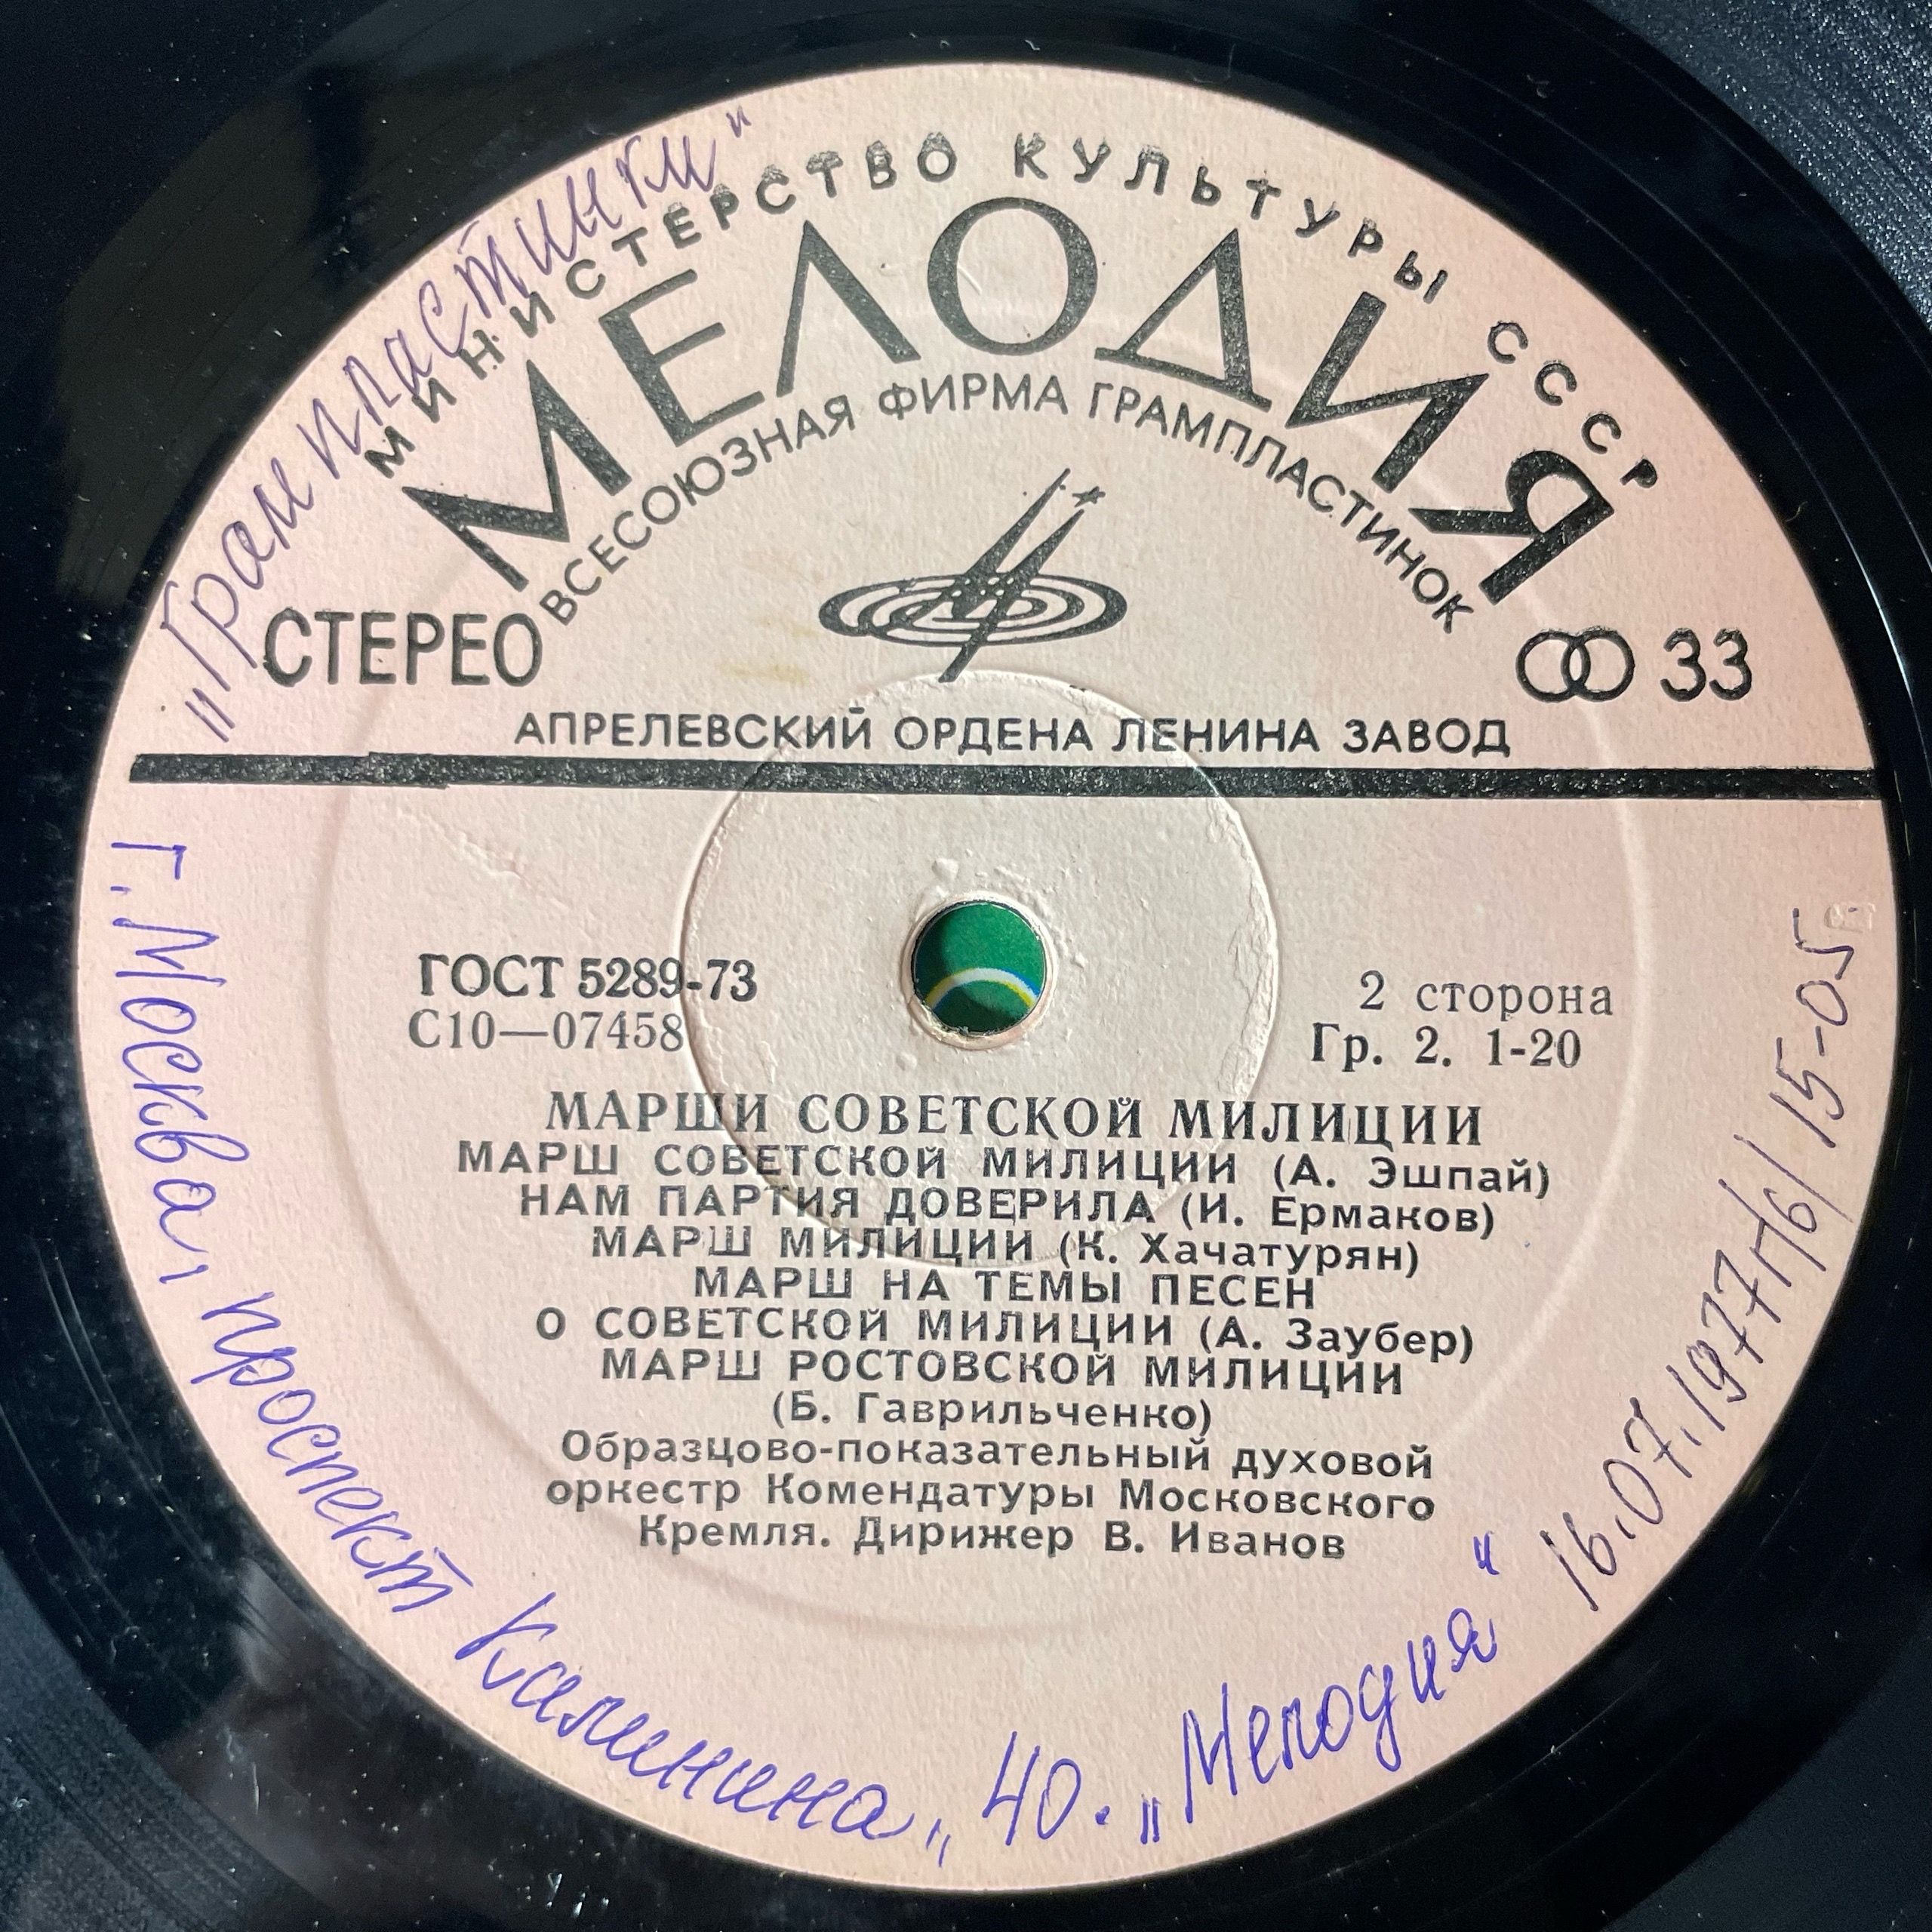 МИНИСТЕРСТВО КУЛЬТУРЫ СССР
МЕЛОДИЯ
ВСЕСОЮЗНАЯ ФИРМА ГРАМПЛАСТИНОК
СТЕРЕО
33
АПРЕЛЕВСКИЙ ОРДЕНА ЛЕНИНА ЗАВОД
ГОСТ 5289-73
С10—07458
2 сторона
Гр. 2. 1-20
МАРШИ СОВЕТСКОЙ МИЛИЦИИ
МАРШ СОВЕТСКОЙ МИЛИЦИИ (А. Эшпай)
НАМ ПАРТИЯ ДОВЕРИЛА (И. Ермаков)
МАРШ МИЛИЦИИ (К. Хачатурян)
МАРШ НА ТЕМЫ ПЕСЕН
О СОВЕТСКОЙ МИЛИЦИИ (А. Заубер)
МАРШ РОСТОВСКОЙ МИЛИЦИИ
(Б. Гаврильченко)
Образцово-показательный духовой
оркестр Комендатуры Московского
Кремля. Дирижер В. Иванов
„Грампластинки"
г. Москва, проспект Калинина, 40. „Мелодия" 16.07.1977 /6/ 15-05